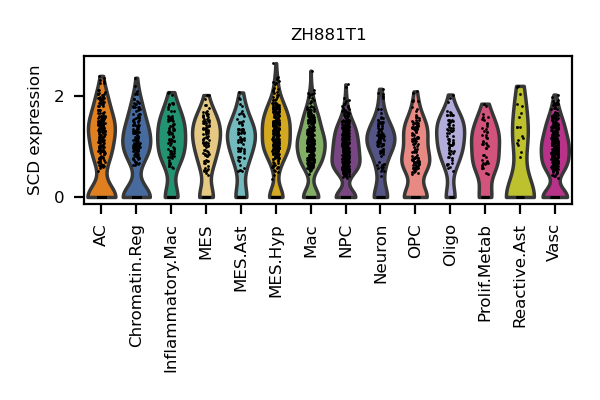 ZH881T1
SCD expression
2
0
AC
Chromatin.Reg
Inflammatory.Mac
MES
MES.Ast
MES.Hyp
Mac
NPC
Neuron
OPC
Oligo
Prolif.Metab
Reactive.Ast
Vasc